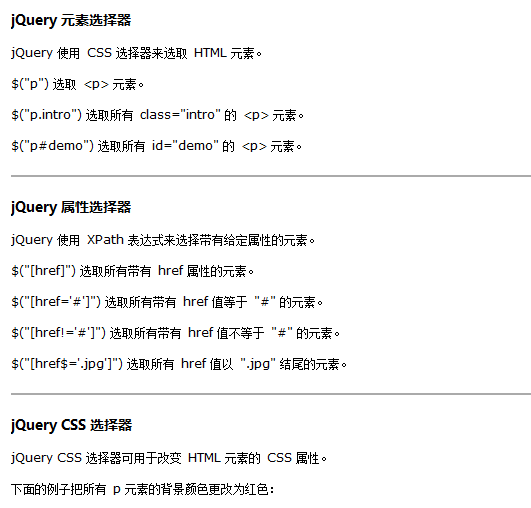 jQuery 元素选择器
jQuery 使用 CSS 选择器来选取 HTML 元素。
$("p") 选取 <p> 元素。
$("p.intro") 选取所有 class="intro" 的 <p> 元素。
$("p#demo") 选取所有 id="demo" 的 <p> 元素。
jQuery 属性选择器
jQuery 使用 XPath 表达式来选择带有给定属性的元素。
$("[href]") 选取所有带有 href 属性的元素。
$("[href='#']") 选取所有带有 href 值等于 "#" 的元素。
$("[href!='#']") 选取所有带有 href 值不等于 "#" 的元素。
$("[href$='.jpg']") 选取所有 href 值以 ".jpg" 结尾的元素。
jQuery CSS 选择器
jQuery CSS 选择器可用于改变 HTML 元素的 CSS 属性。
下面的例子把所有 p 元素的背景颜色更改为红色：